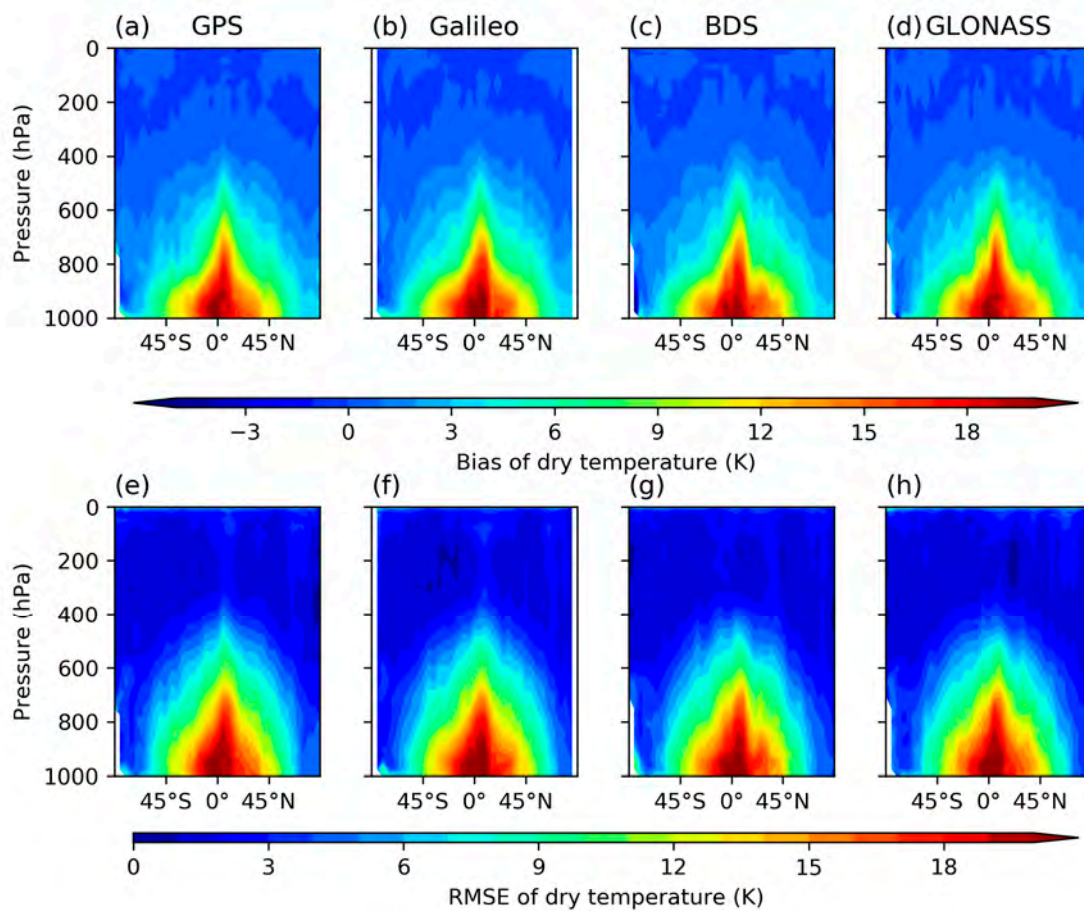 (a) GPS (b) Galileo (c) BDS (d) GLONASS
0
200
400
600
800
1000
Pressure (hPa)
45°S 0° 45°N 45°S 0° 45°N 45°S 0° 45°N 45°S 0° 45°N
−3 0 3 6 9 12 15 18
Bias of dry temperature (K)
(e) (f) (g) (h)
0
200
400
600
800
1000
Pressure (hPa)
45°S 0° 45°N 45°S 0° 45°N 45°S 0° 45°N 45°S 0° 45°N
0 3 6 9 12 15 18
RMSE of dry temperature (K)